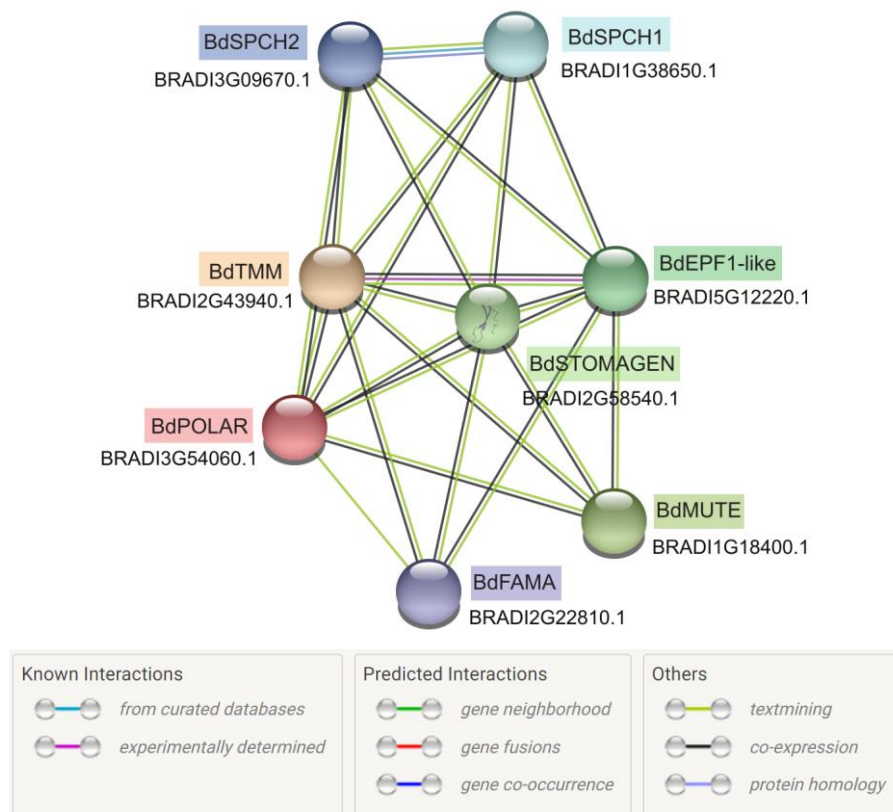 BdSPCH2
BRADI3G09670.1
BdSPCH1
BRADI1G38650.1
BdTMM
BRADI2G43940.1
BdEPF1-like
BRADI5G12220.1
BdSTOMAGEN
BRADI2G58540.1
BdPOLAR
BRADI3G54060.1
BdMUTE
BRADI1G18400.1
BdFAMA
BRADI2G22810.1
Known Interactions
from curated databases
experimentally determined
Predicted Interactions
gene neighborhood
gene fusions
gene co-occurrence
Others
textmining
co-expression
protein homology